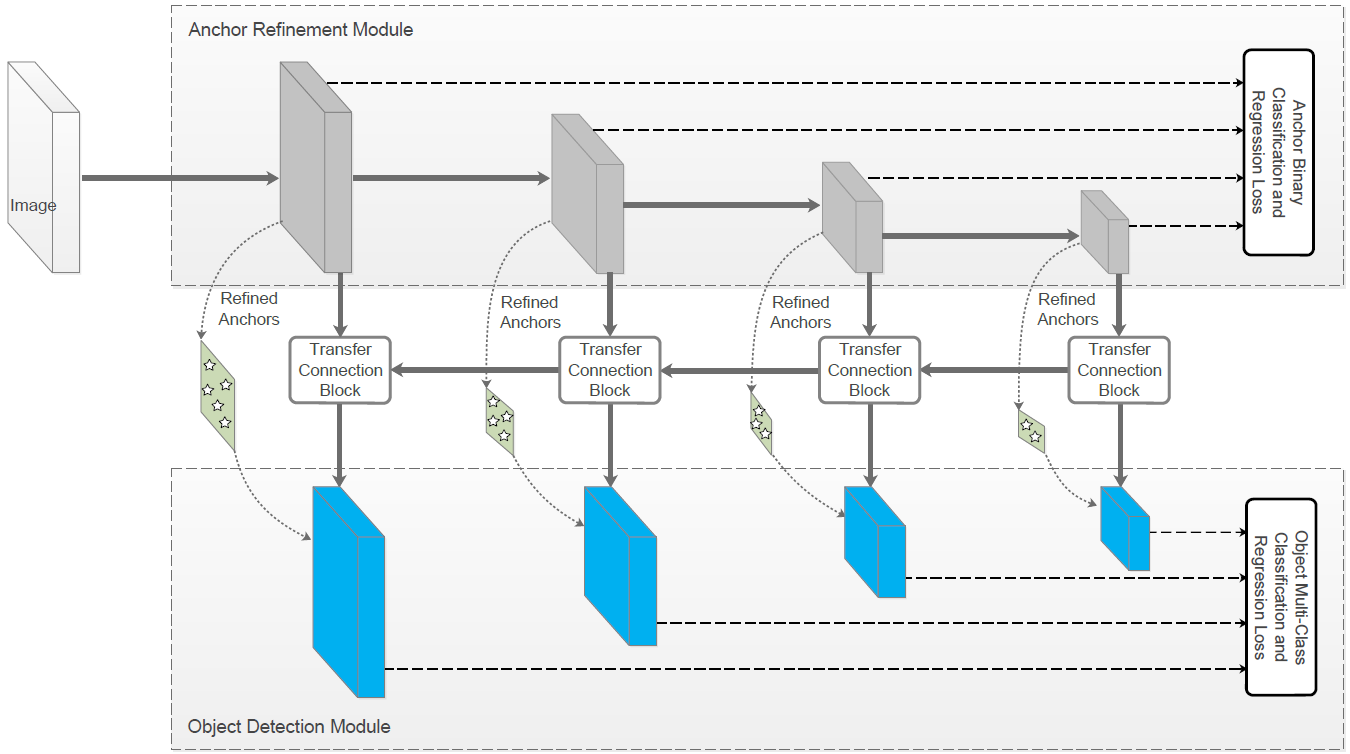 Anchor Refinement Module
Image
Anchor Binary
Classification and
Regression Loss
Refined
Anchors
Refined
Anchors
Refined
Anchors
Refined
Anchors
Transfer
Connection
Block
Transfer
Connection
Block
Transfer
Connection
Block
Transfer
Connection
Block
Object Multi-Class
Classification and
Regression Loss
Object Detection Module